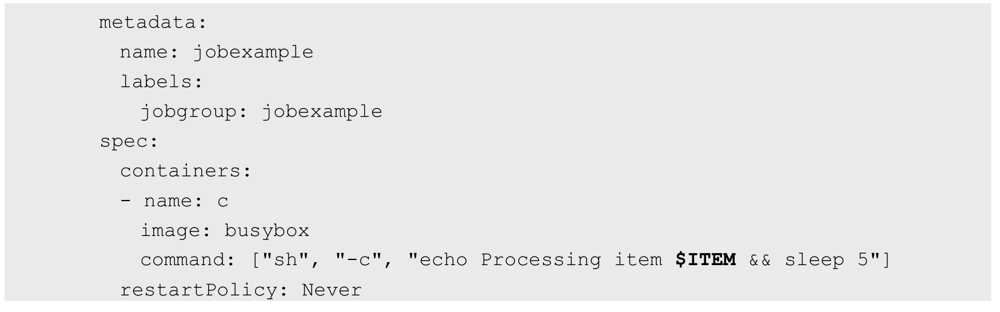 metadata:
  name: jobexample
  labels:
    jobgroup: jobexample
spec:
  containers:
  - name: c
    image: busybox
    command: ["sh", "-c", "echo Processing item $ITEM && sleep 5"]
  restartPolicy: Never